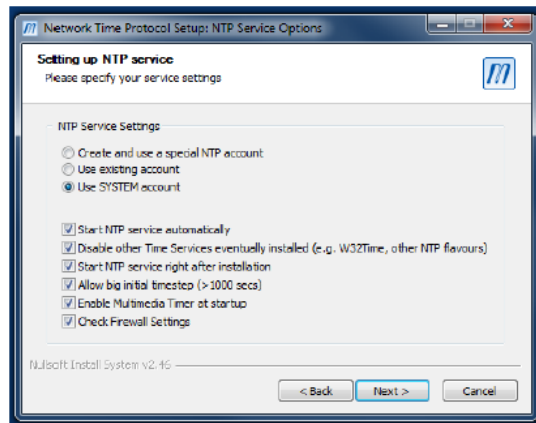 Network Time Protocol Setup: NTP Service Options
Setting up NTP service
Please specify your service settings
NTP Service Settings
Create and use a special NTP account
Use existing account
Use SYSTEM account
Start NTP service automatically
Disable other Time Services eventually installed (e.g. W32Time, other NTP flavours)
Start NTP service right after installation
Allow big initial timestep (>1000 secs)
Enable Multimedia Timer at startup
Check Firewall Settings
Nullsoft Install System v2.46
< Back Next > Cancel